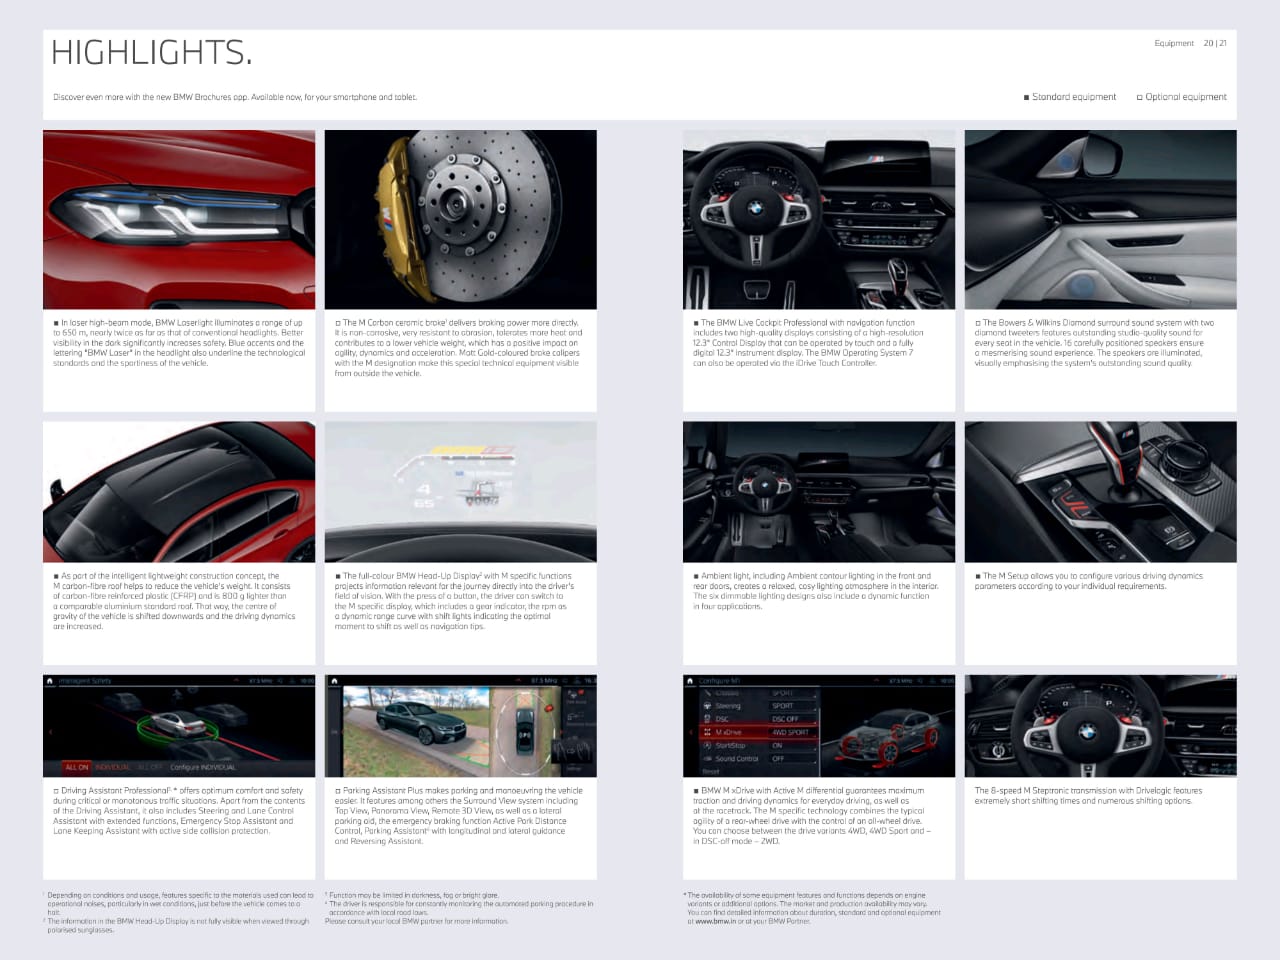 HIGHLIGHTS.
Equipment 20 | 21
Discover even more with the new BMW Brochures app. Available now, for your smartphone and tablet.
■ Standard equipment □ Optional equipment
■ In laser high-beam mode, BMW Laserlight illuminates a range of up
to 650 m, nearly twice as far as that of conventional headlights. Better
visibility in the dark significantly increases safety. Blue accents and the
lettering "BMW Laser" in the headlight also underline the technological
standards and the sportiness of the vehicle.
□ The M Carbon ceramic brake¹ delivers braking power more directly.
It is non-corrosive, very resistant to abrasion, tolerates more heat and
contributes to a lower vehicle weight, which has a positive impact on
agility, dynamics and acceleration. Matt Gold-coloured brake calipers
with the M designation make this special technical equipment visible
from outside the vehicle.
■ The BMW Live Cockpit Professional with navigation function
includes two high-quality displays consisting of a high-resolution
12.3" Control Display that can be operated by touch and a fully
digital 12.3" instrument display. The BMW Operating System 7
can also be operated via the iDrive Touch Controller.
□ The Bowers & Wilkins Diamond surround sound system with two
diamond tweeters features outstanding studio-quality sound for
every seat in the vehicle. 16 carefully positioned speakers ensure
a mesmerising sound experience. The speakers are illuminated,
visually emphasising the system's outstanding sound quality.
■ As part of the intelligent lightweight construction concept, the
M carbon-fibre roof helps to reduce the vehicle's weight. It consists
of carbon-fibre reinforced plastic (CFRP) and is 800 g lighter than
a comparable aluminium standard roof. That way, the centre of
gravity of the vehicle is shifted downwards and the driving dynamics
are increased.
■ The full-colour BMW Head-Up Display² with M specific functions
projects information relevant for the journey directly into the driver's
field of vision. With the press of a button, the driver can switch to
the M specific display, which includes a gear indicator, the rpm as
a dynamic range curve with shift lights indicating the optimal
moment to shift as well as navigation tips.
■ Ambient light, including Ambient contour lighting in the front and
rear doors, creates a relaxed, cosy lighting atmosphere in the interior.
The six dimmable lighting designs also include a dynamic function
in four applications.
■ The M Setup allows you to configure various driving dynamics
parameters according to your individual requirements.
Intelligent Safety 87.5 MHz 10:00
ALL ON INDIVIDUAL ALL OFF Configure INDIVIDUAL
87.5 MHz
Configure M1 87.5 MHz 10:00
Chassis SPORT
Steering SPORT
DSC DSC OFF
M xDrive 4WD SPORT
Start/Stop ON
Sound Control OFF
Reset
□ Driving Assistant Professional³,* offers optimum comfort and safety
during critical or monotonous traffic situations. Apart from the contents
of the Driving Assistant, it also includes Steering and Lane Control
Assistant with extended functions, Emergency Stop Assistant and
Lane Keeping Assistant with active side collision protection.
□ Parking Assistant Plus makes parking and manoeuvring the vehicle
easier. It features among others the Surround View system including
Top View, Panorama View, Remote 3D View, as well as a lateral
parking aid, the emergency braking function Active Park Distance
Control, Parking Assistant⁴ with longitudinal and lateral guidance
and Reversing Assistant.
■ BMW M xDrive with Active M differential guarantees maximum
traction and driving dynamics for everyday driving, as well as
at the racetrack. The M specific technology combines the typical
agility of a rear-wheel drive with the control of an all-wheel drive.
You can choose between the drive variants 4WD, 4WD Sport and –
in DSC-off mode – 2WD.
The 8-speed M Steptronic transmission with Drivelogic features
extremely short shifting times and numerous shifting options.
¹ Depending on conditions and usage, features specific to the materials used can lead to
operational noises, particularly in wet conditions, just before the vehicle comes to a
halt.
² The information in the BMW Head-Up Display is not fully visible when viewed through
polarised sunglasses.
³ Function may be limited in darkness, fog or bright glare.
⁴ The driver is responsible for constantly monitoring the automated parking procedure in
accordance with local road laws.
Please consult your local BMW partner for more information.
* The availability of some equipment features and functions depends on engine
variants or additional options. The market and production availability may vary.
You can find detailed information about duration, standard and optional equipment
at www.bmw.in or at your BMW Partner.